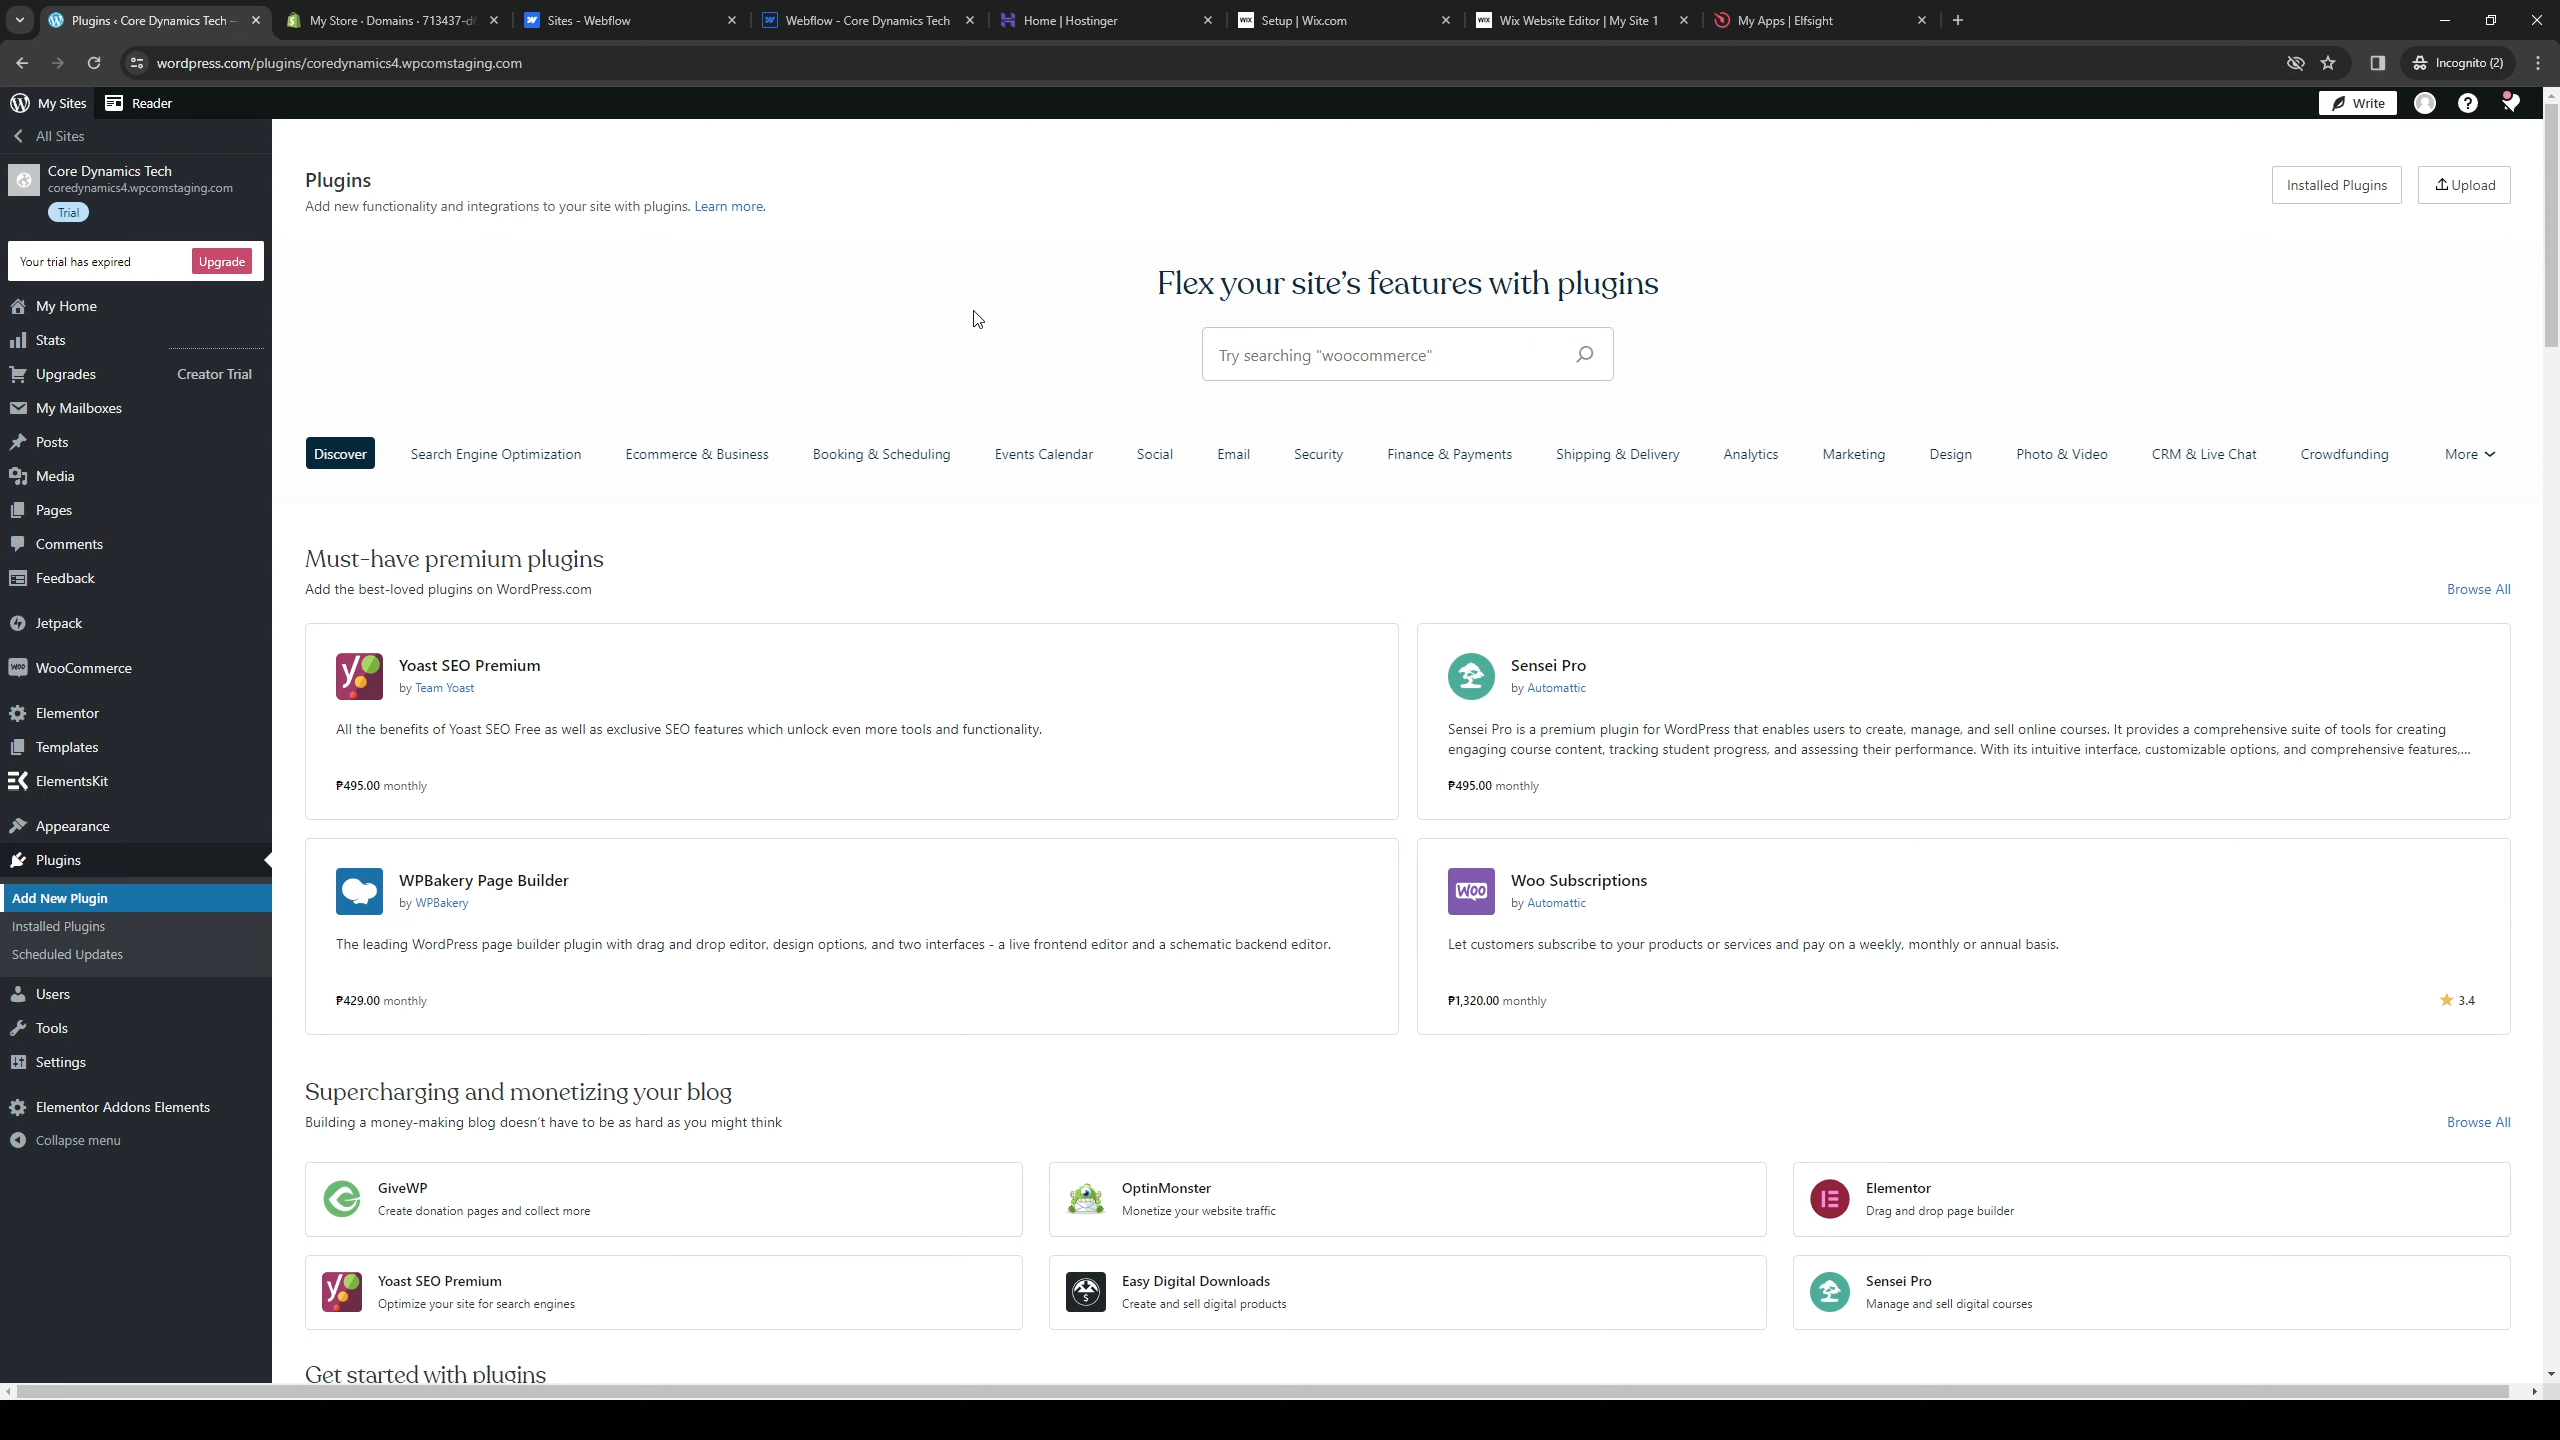 Plugins ‹ Core Dynamics Tech —
My Store · Domains · 713437-d
Sites - Webflow
Webflow - Core Dynamics Tech
Home | Hostinger
Setup | Wix.com
Wix Website Editor | My Site 1
My Apps | Elfsight
wordpress.com/plugins/coredynamics4.wpcomstaging.com
Incognito (2)
My Sites
Reader
Write
All Sites
Core Dynamics Tech
coredynamics4.wpcomstaging.com
Trial
Your trial has expired
Upgrade
My Home
Stats
Upgrades
Creator Trial
My Mailboxes
Posts
Media
Pages
Comments
Feedback
Jetpack
WooCommerce
Elementor
Templates
ElementsKit
Appearance
Plugins
Add New Plugin
Installed Plugins
Scheduled Updates
Users
Tools
Settings
Elementor Addons Elements
Collapse menu
Plugins
Add new functionality and integrations to your site with plugins. Learn more.
Installed Plugins
Upload
Flex your site’s features with plugins
Try searching "woocommerce"
Discover
Search Engine Optimization
Ecommerce & Business
Booking & Scheduling
Events Calendar
Social
Email
Security
Finance & Payments
Shipping & Delivery
Analytics
Marketing
Design
Photo & Video
CRM & Live Chat
Crowdfunding
More
Must-have premium plugins
Add the best-loved plugins on WordPress.com
Browse All
Yoast SEO Premium
by Team Yoast
All the benefits of Yoast SEO Free as well as exclusive SEO features which unlock even more tools and functionality.
₱495.00 monthly
Sensei Pro
by Automattic
Sensei Pro is a premium plugin for WordPress that enables users to create, manage, and sell online courses. It provides a comprehensive suite of tools for creating
engaging course content, tracking student progress, and assessing their performance. With its intuitive interface, customizable options, and comprehensive features,...
₱495.00 monthly
WPBakery Page Builder
by WPBakery
The leading WordPress page builder plugin with drag and drop editor, design options, and two interfaces - a live frontend editor and a schematic backend editor.
₱429.00 monthly
Woo
Woo Subscriptions
by Automattic
Let customers subscribe to your products or services and pay on a weekly, monthly or annual basis.
₱1,320.00 monthly
3.4
Supercharging and monetizing your blog
Building a money-making blog doesn’t have to be as hard as you might think
Browse All
GiveWP
Create donation pages and collect more
OptinMonster
Monetize your website traffic
Elementor
Drag and drop page builder
Yoast SEO Premium
Optimize your site for search engines
Easy Digital Downloads
Create and sell digital products
Sensei Pro
Manage and sell digital courses
Get started with plugins